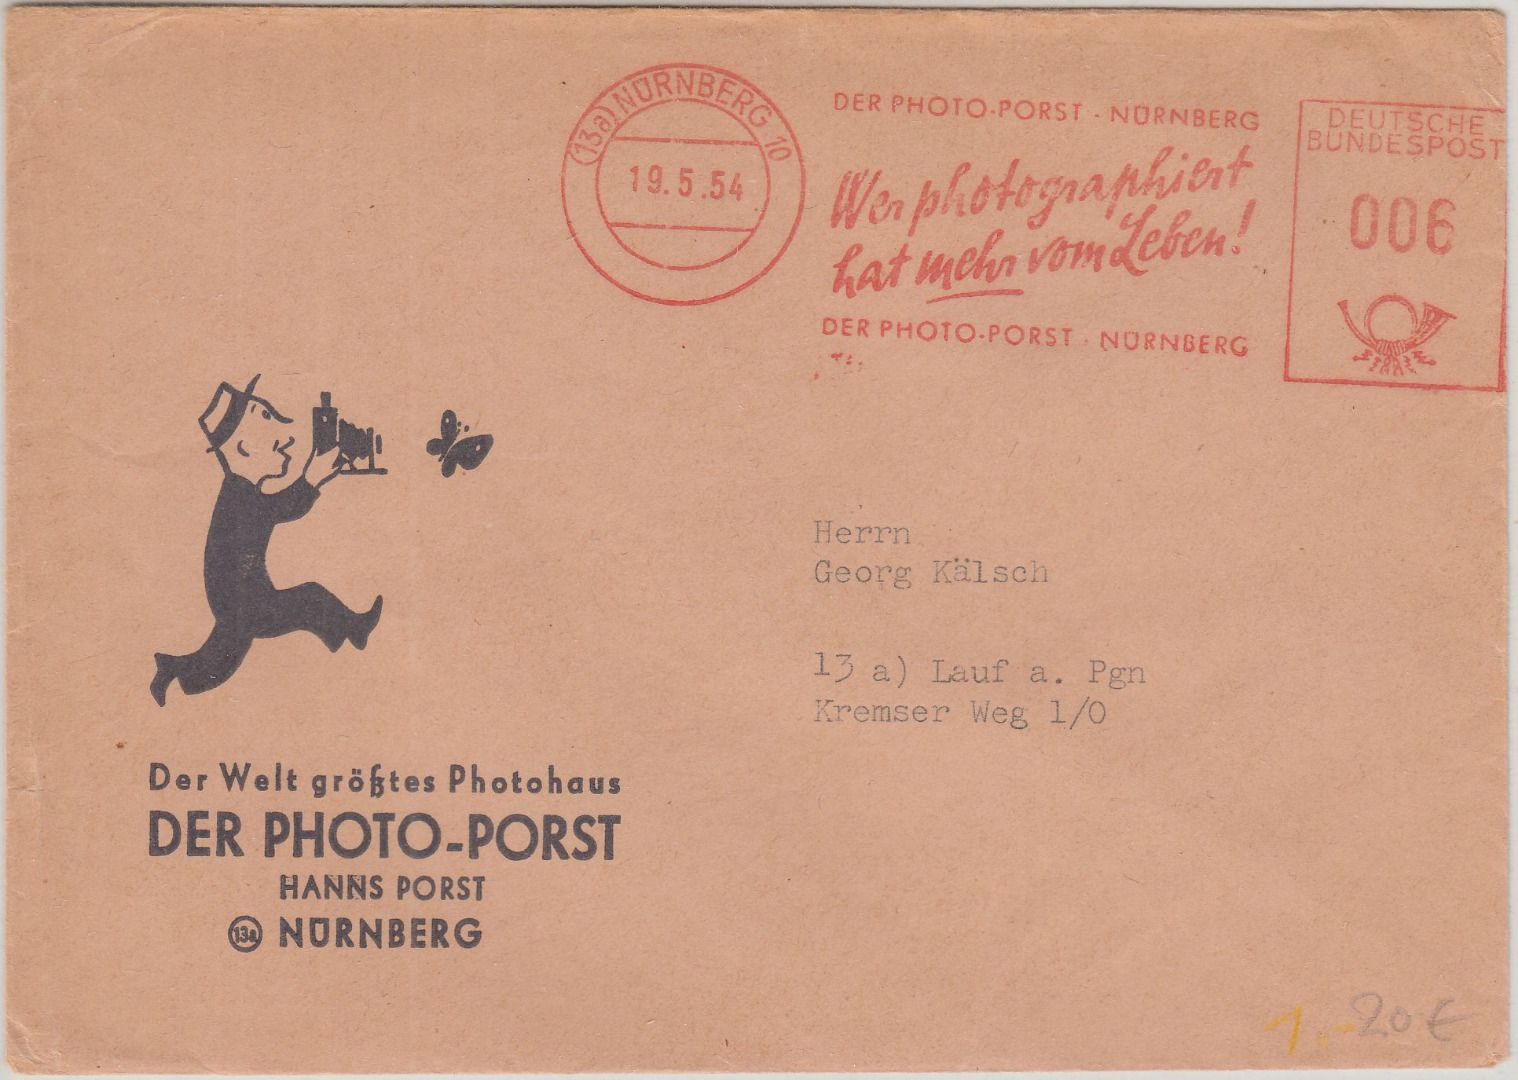 (13a) NÜRNBERG 10
19.5.54
DER PHOTO-PORST - NÜRNBERG
Wer photographiert
hat mehr vom Leben!
DER PHOTO-PORST - NÜRNBERG
DEUTSCHE
BUNDESPOST
006
Herrn
Georg Kälsch
13 a) Lauf a. Pgn
Kremser Weg 1/0
Der Welt größtes Photohaus
DER PHOTO-PORST
HANNS PORST
13a NÜRNBERG
1.- 20 €